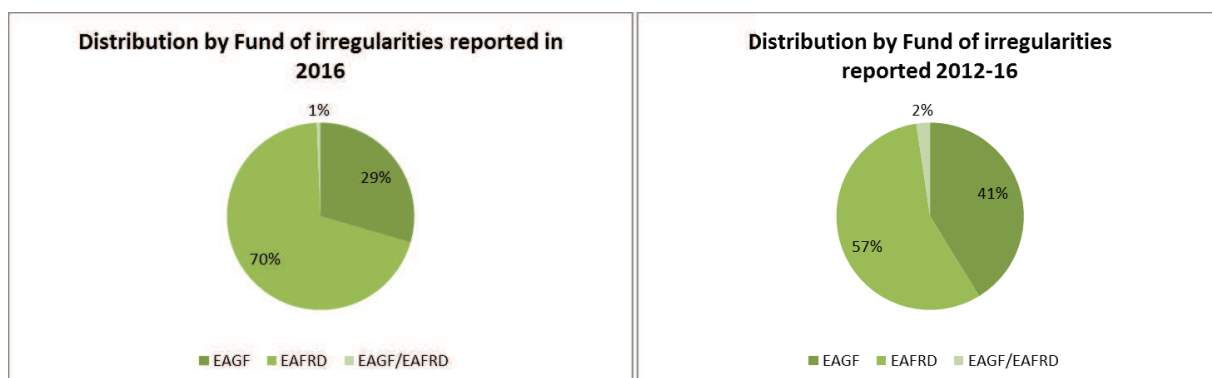 Distribution by Fund of irregularities reported in
2016
1%
29%
70%
EAGF EAFRD EAGF/EAFRD
Distribution by Fund of irregularities
reported 2012-16
2%
41%
57%
EAGF EAFRD EAGF/EAFRD